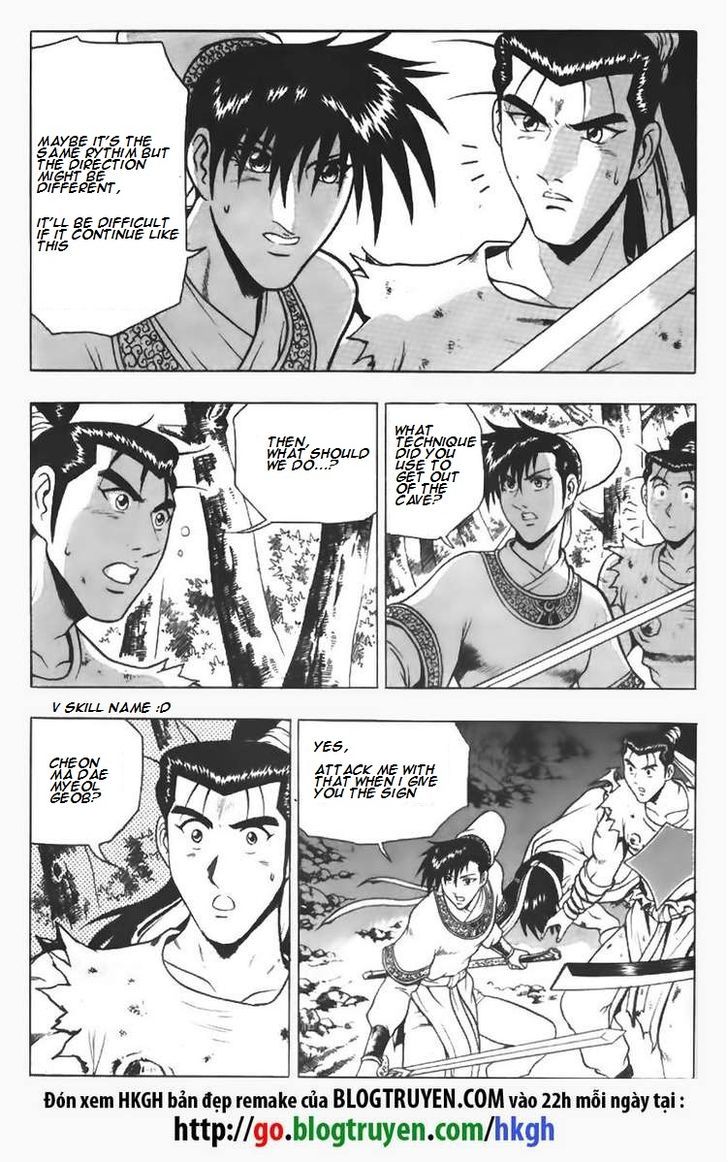 MAYBE IT'S THE
SAME RYTHIM BUT
THE DIRECTION
MIGHT BE
DIFFERENT,
IT'LL BE DIFFICULT
IF IT CONTINUE LIKE
THIS
THEN,
WHAT SHOULD
WE DO...?
WHAT
TECHNIQUE
DID YOU
USE TO
GET OUT
OF THE
CAVE?
V SKILL NAME :D
CHEON
MA DAE
MYEOL
GEOB?
YES,
ATTACK ME WITH
THAT WHEN I GIVE
YOU THE SIGN
Đón xem HKGH bản đẹp remake của BLOGTRUYEN.COM vào 22h mỗi ngày tại :
http://go.blogtruyen.com/hkgh